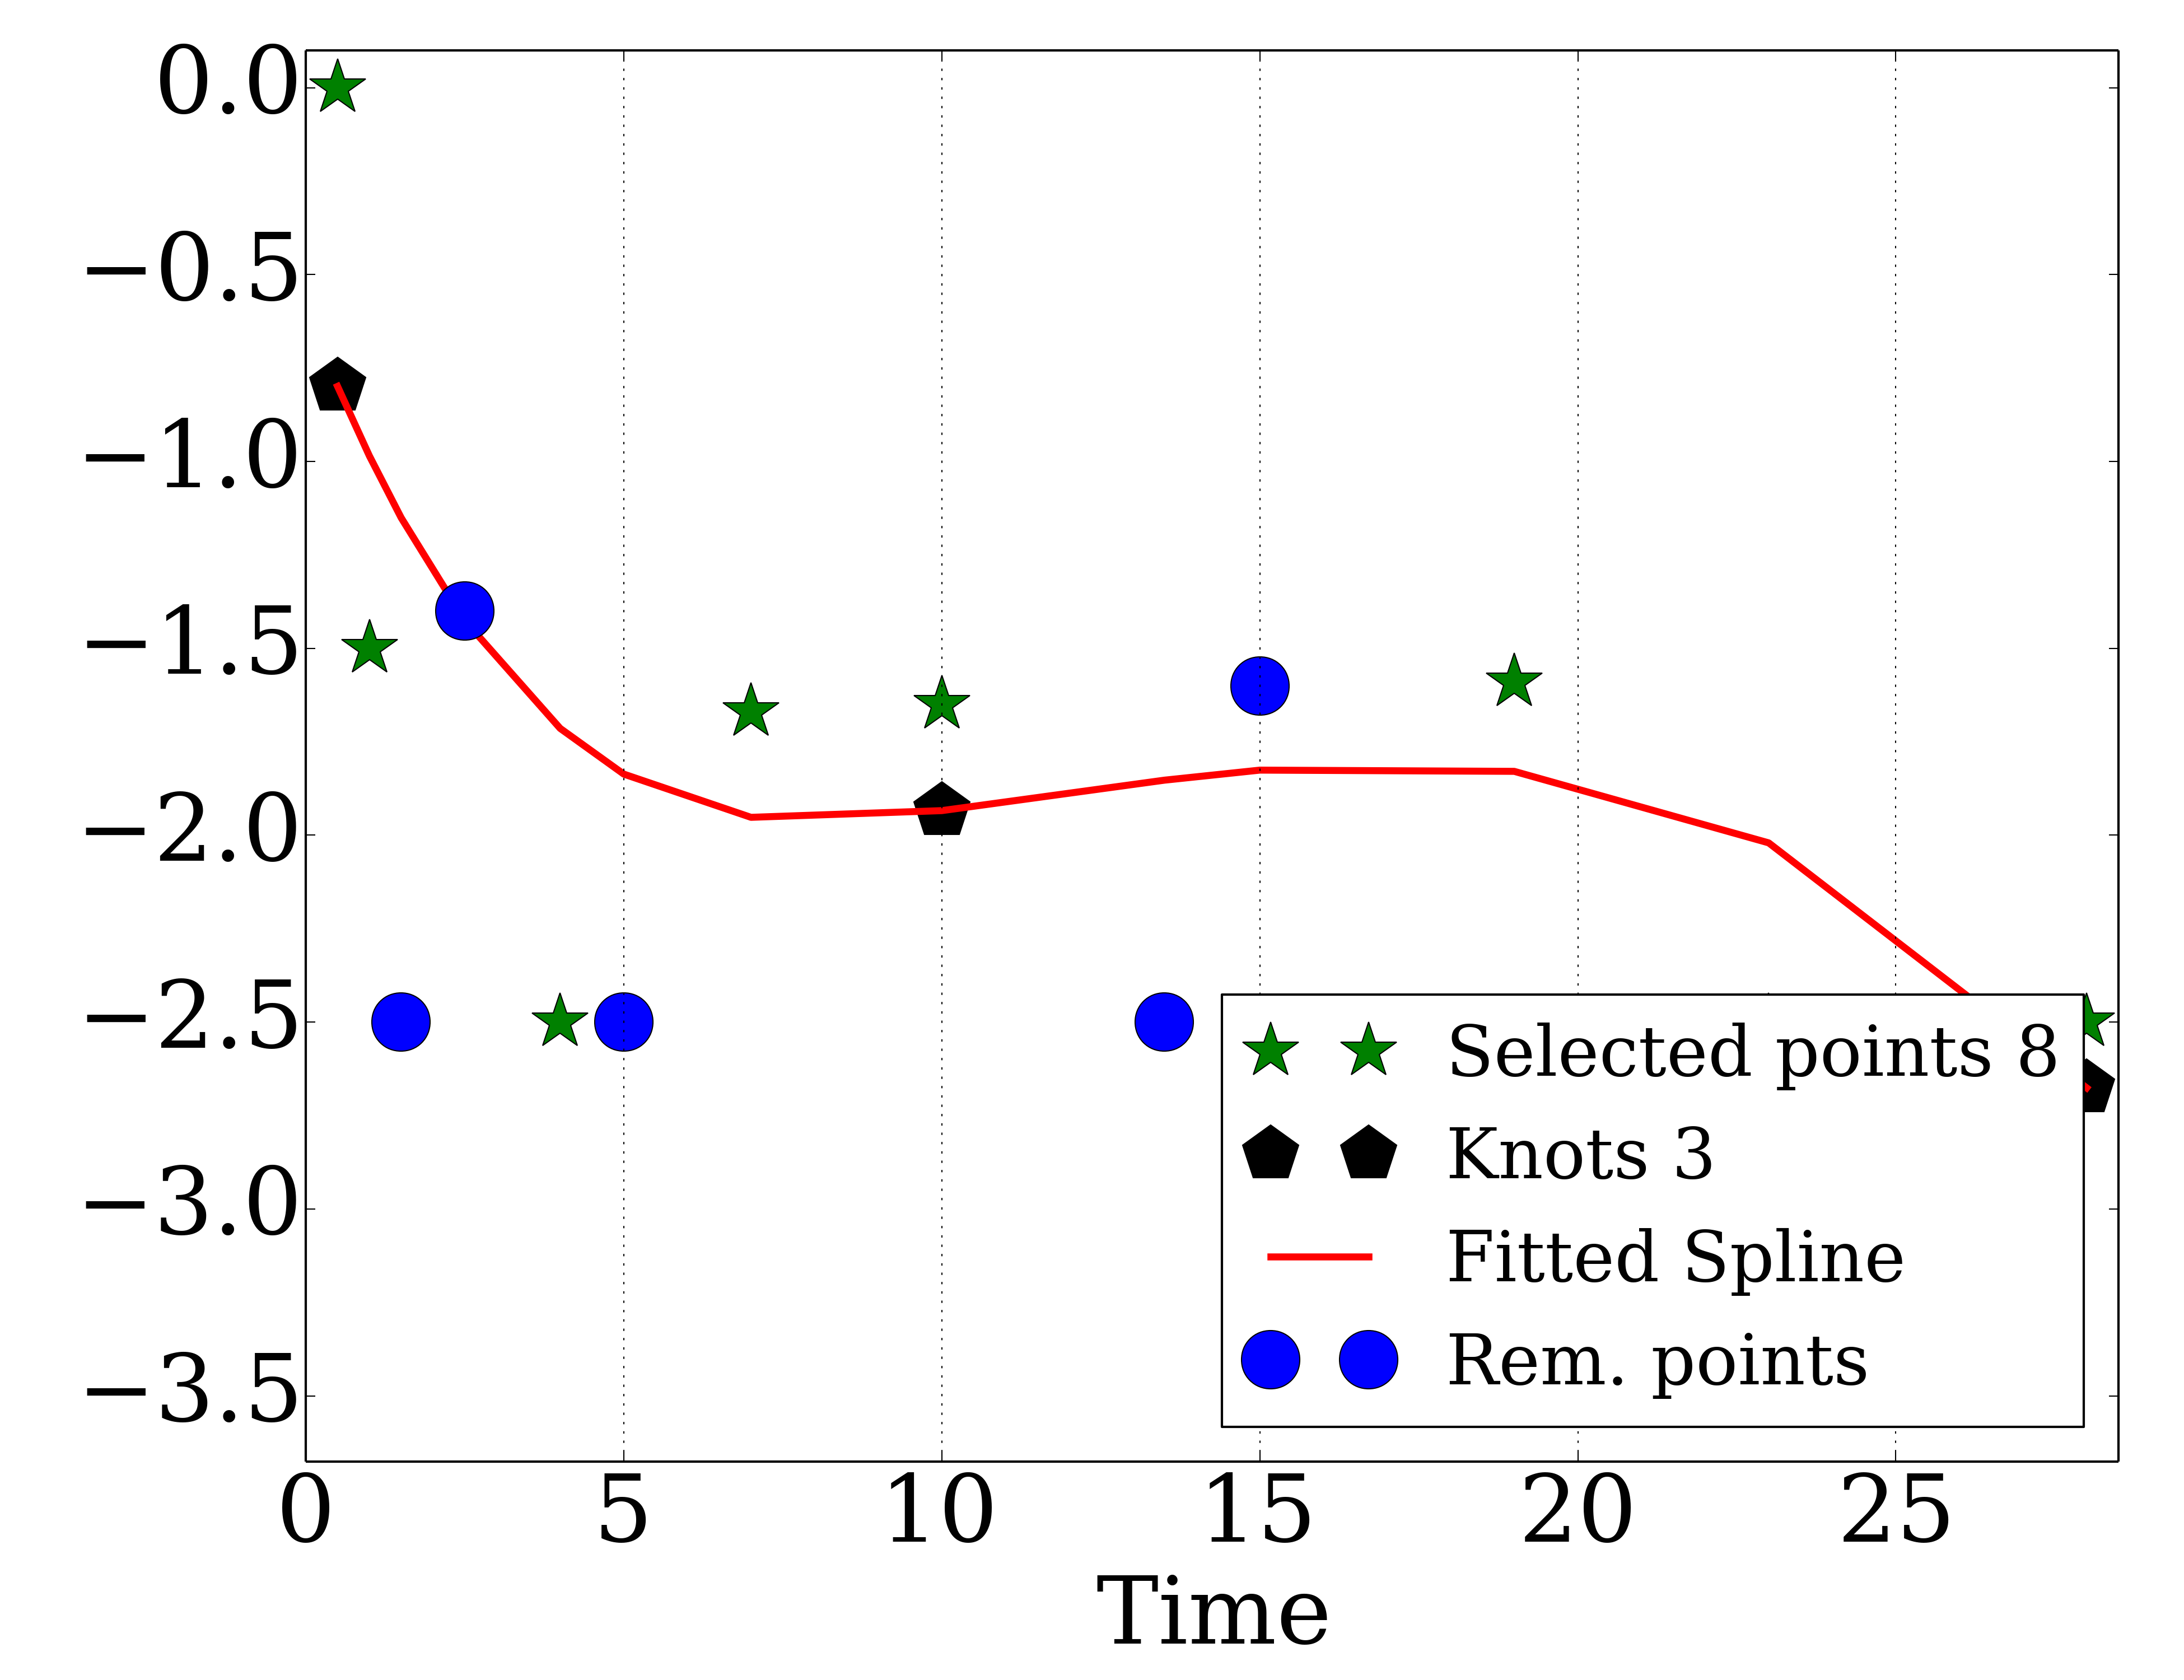 0.0
−0.5
−1.0
−1.5
−2.0
−2.5
−3.0
−3.5
Selected points 8
Knots 3
Fitted Spline
Rem. points
0 5 10 15 20 25
Time